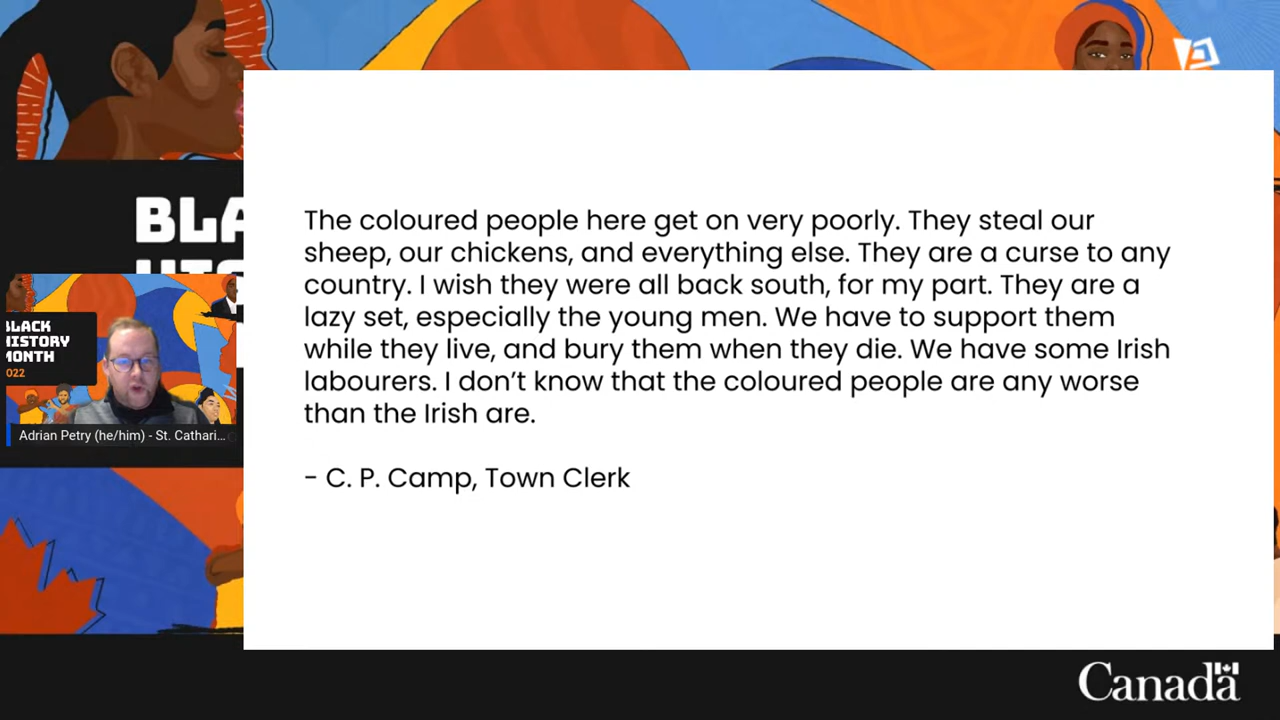 BLA
The coloured people here get on very poorly. They steal our
sheep, our chickens, and everything else. They are a curse to any
country. I wish they were all back south, for my part. They are a
lazy set, especially the young men. We have to support them
while they live, and bury them when they die. We have some Irish
labourers. I don't know that the coloured people are any worse
than the Irish are.
- C. P. Camp, Town Clerk
BLACK
HISTORY
MONTH
2022
Adrian Petry (he/him) - St. Cathari...
Canada